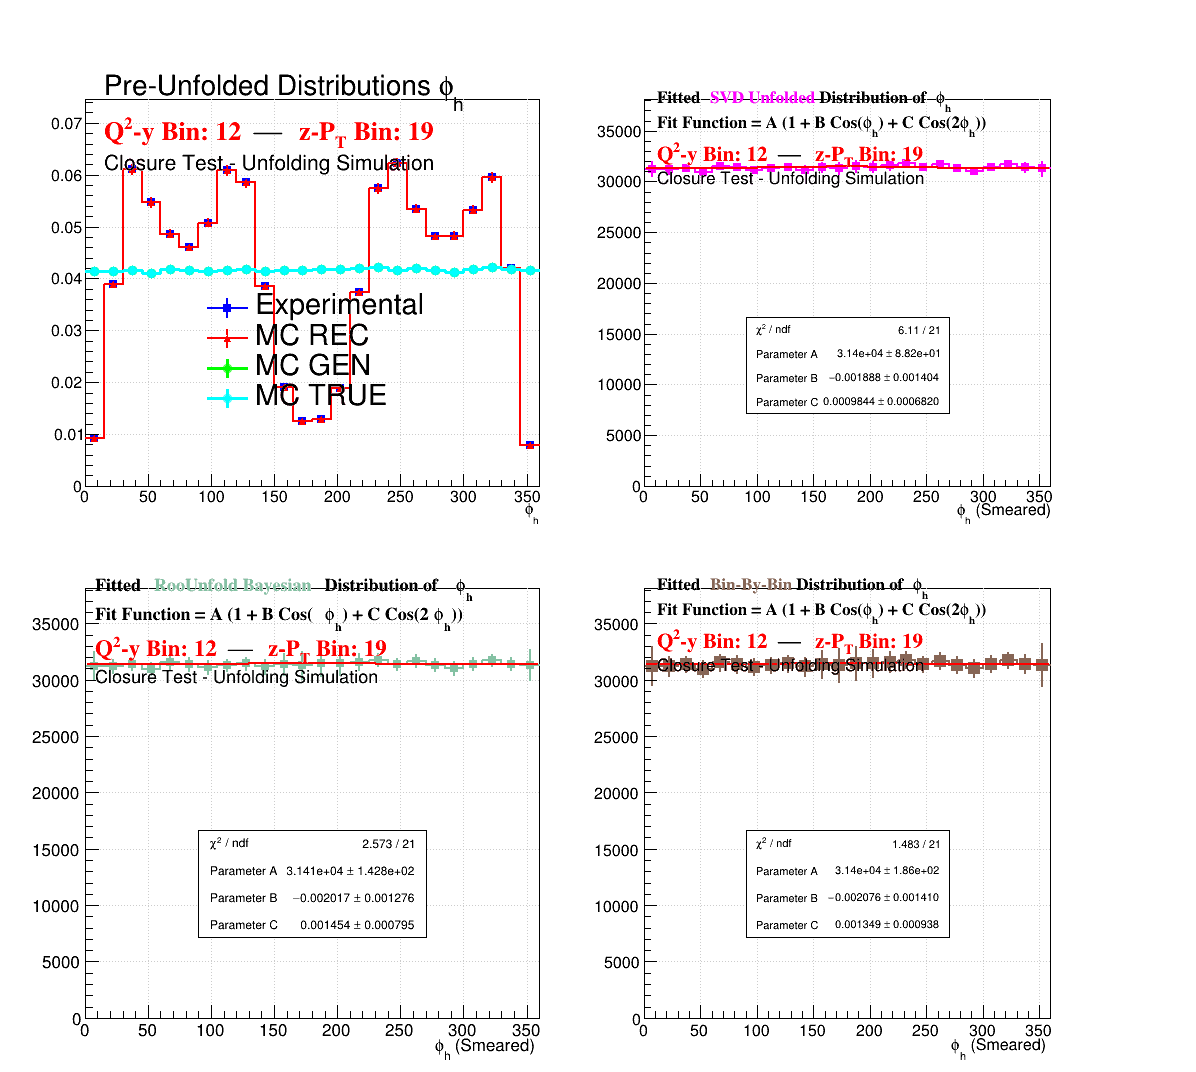 Pre-Unfolded Distributions ϕh
Q²-y Bin: 12 — z-PT Bin: 19
Closure Test - Unfolding Simulation
0.07
0.06
0.05
0.04
0.03
0.02
0.01
0
Experimental
MC REC
MC GEN
MC TRUE
0 50 100 150 200 250 300 350
ϕh
Fitted SVD Unfolded Distribution of ϕh
Fit Function = A (1 + B Cos(ϕh) + C Cos(2ϕh))
Q²-y Bin: 12 — z-PT Bin: 19
Closure Test - Unfolding Simulation
35000
30000
25000
20000
15000
10000
5000
0
χ² / ndf 6.11 / 21
Parameter A 3.14e+04 ± 8.82e+01
Parameter B −0.001888 ± 0.001404
Parameter C 0.0009844 ± 0.0006820
0 50 100 150 200 250 300 350
ϕh (Smeared)
Fitted RooUnfold Bayesian Distribution of ϕh
Fit Function = A (1 + B Cos( ϕh) + C Cos(2 ϕh))
Q²-y Bin: 12 — z-PT Bin: 19
Closure Test - Unfolding Simulation
35000
30000
25000
20000
15000
10000
5000
0
χ² / ndf 2.573 / 21
Parameter A 3.141e+04 ± 1.428e+02
Parameter B −0.002017 ± 0.001276
Parameter C 0.001454 ± 0.000795
0 50 100 150 200 250 300 350
ϕh (Smeared)
Fitted Bin-By-Bin Distribution of ϕh
Fit Function = A (1 + B Cos(ϕh) + C Cos(2ϕh))
Q²-y Bin: 12 — z-PT Bin: 19
Closure Test - Unfolding Simulation
35000
30000
25000
20000
15000
10000
5000
0
χ² / ndf 1.483 / 21
Parameter A 3.14e+04 ± 1.86e+02
Parameter B −0.002076 ± 0.001410
Parameter C 0.001349 ± 0.000938
0 50 100 150 200 250 300 350
ϕh (Smeared)